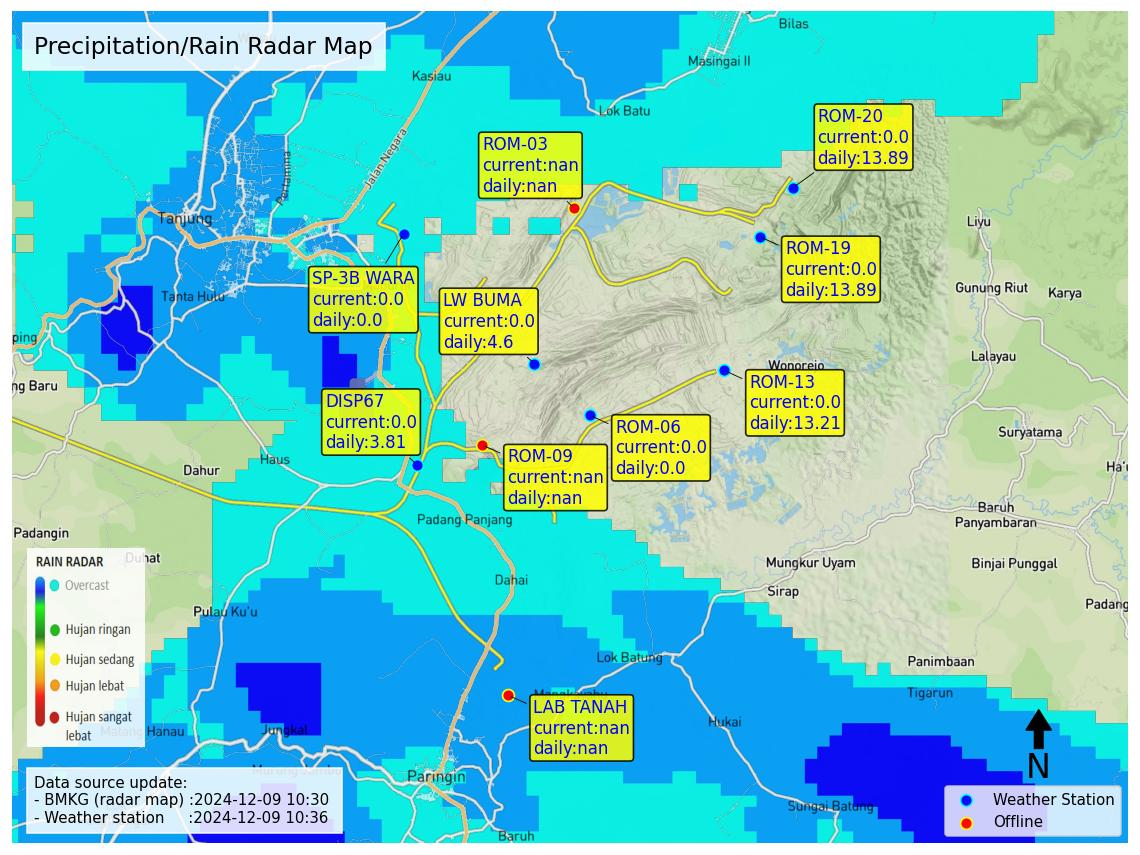 Precipitation/Rain Radar Map
Bilas
Masingai II
Kasiau
Lok Batu
Jalan Negara
Pertamina
Tanjung
Tanta Hulu
ping
ng Baru
ROM-20
current:0.0
daily:13.89
ROM-03
current:nan
daily:nan
ROM-19
current:0.0
daily:13.89
SP-3B WARA
current:0.0
daily:0.0
LW BUMA
current:0.0
daily:4.6
Liyu
Gunung Riut
Karya
Lalayau
Wonorejo
ROM-13
current:0.0
daily:13.21
DISP67
current:0.0
daily:3.81
ROM-06
current:0.0
daily:0.0
ROM-09
current:nan
daily:nan
Suryatama
Haus
Dahur
Padangin
Duhat
Padang Panjang
Baruh
Panyambaran
Binjai Punggal
Mungkur Uyam
Sirap
Padang
Dahai
Pulau Ku'u
RAIN RADAR
Overcast
Hujan ringan
Hujan sedang
Hujan lebat
Hujan sangat
lebat
Lok Batung
Panimbaan
Tigarun
LAB TANAH
current:nan
daily:nan
Hukai
Matang Hanau
Jungkal
Paringin
Sungai Batung
Baruh
Data source update:
- BMKG (radar map) :2024-12-09 10:30
- Weather station :2024-12-09 10:36
N
Weather Station
Offline